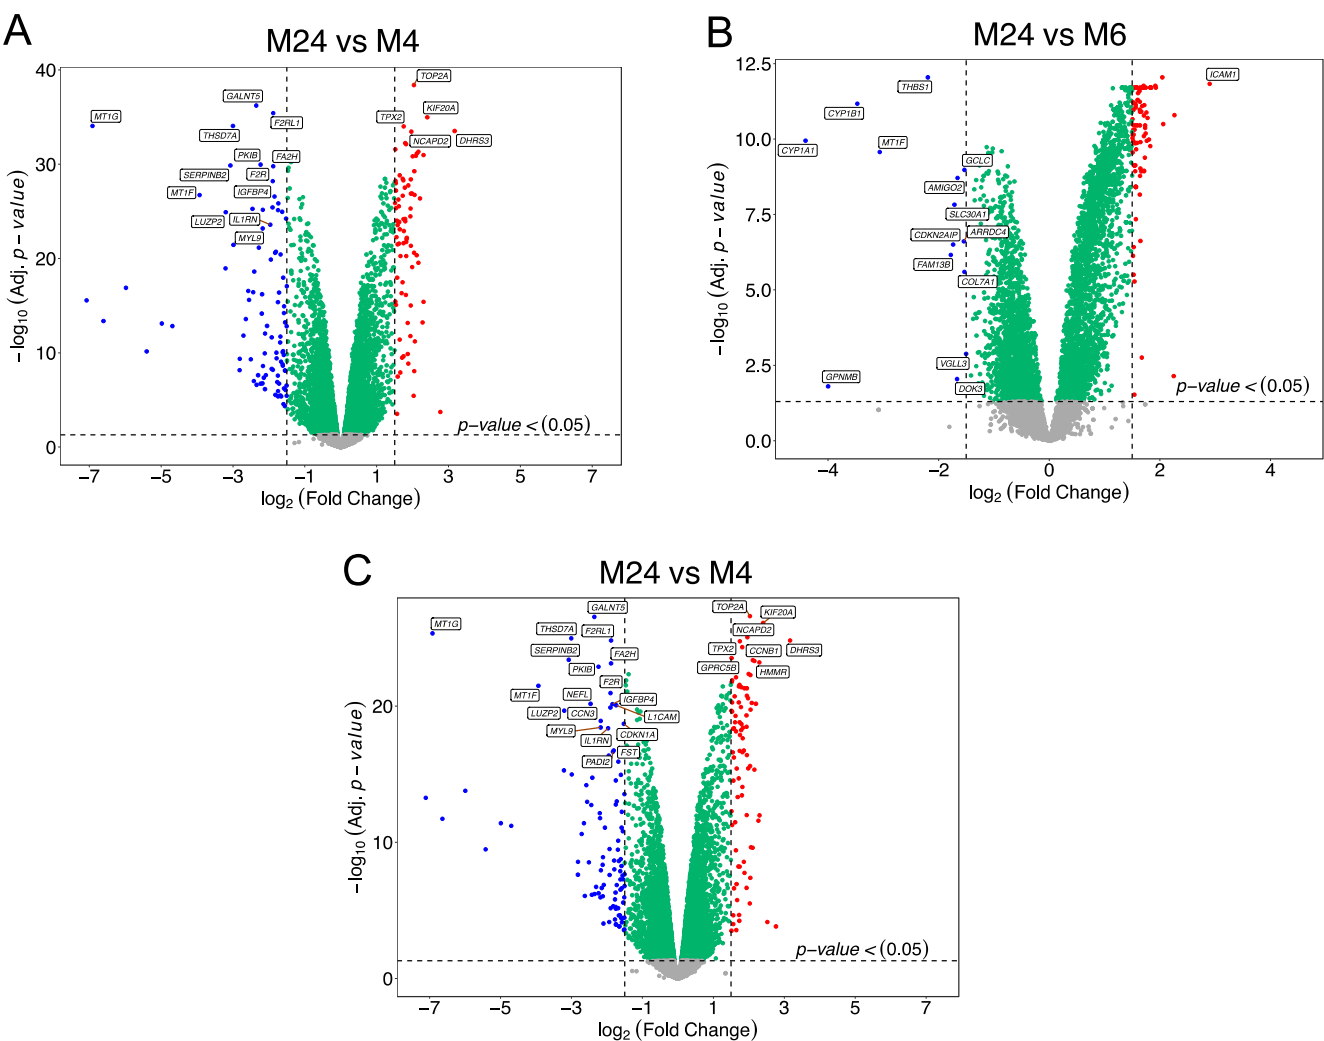 A
M24 vs M4
40
30
20
10
0
−log10 (Adj. p − value)
TOP2A
GALNT5
KIF20A
MT1G
TPX2
F2RL1
THSD7A
NCAPD2
DHRS3
PKIB
FA2H
SERPINB2
F2R
MT1F
IGFBP4
LUZP2
IL1RN
MYL9
p−value < (0.05)
−7 −5 −3 −1 1 3 5 7
log2 (Fold Change)
B
M24 vs M6
12.5
10.0
7.5
5.0
2.5
0.0
−log10 (Adj. p − value)
ICAM1
THBS1
CYP1B1
CYP1A1
MT1F
GCLC
AMIGO2
SLC30A1
ARRDC4
CDKN2AIP
FAM13B
COL7A1
VGLL3
GPNMB
DOK3
p−value < (0.05)
−4 −2 0 2 4
log2 (Fold Change)
C
M24 vs M4
20
10
0
−log10 (Adj. p − value)
GALNT5
TOP2A
KIF20A
MT1G
THSD7A
F2RL1
NCAPD2
SERPINB2
FA2H
TPX2
CCNB1
DHRS3
PKIB
GPRC5B
HMMR
F2R
MT1F
NEFL
IGFBP4
LUZP2
CCN3
L1CAM
MYL9
IL1RN
CDKN1A
FST
PADI2
p−value < (0.05)
−7 −5 −3 −1 1 3 5 7
log2 (Fold Change)